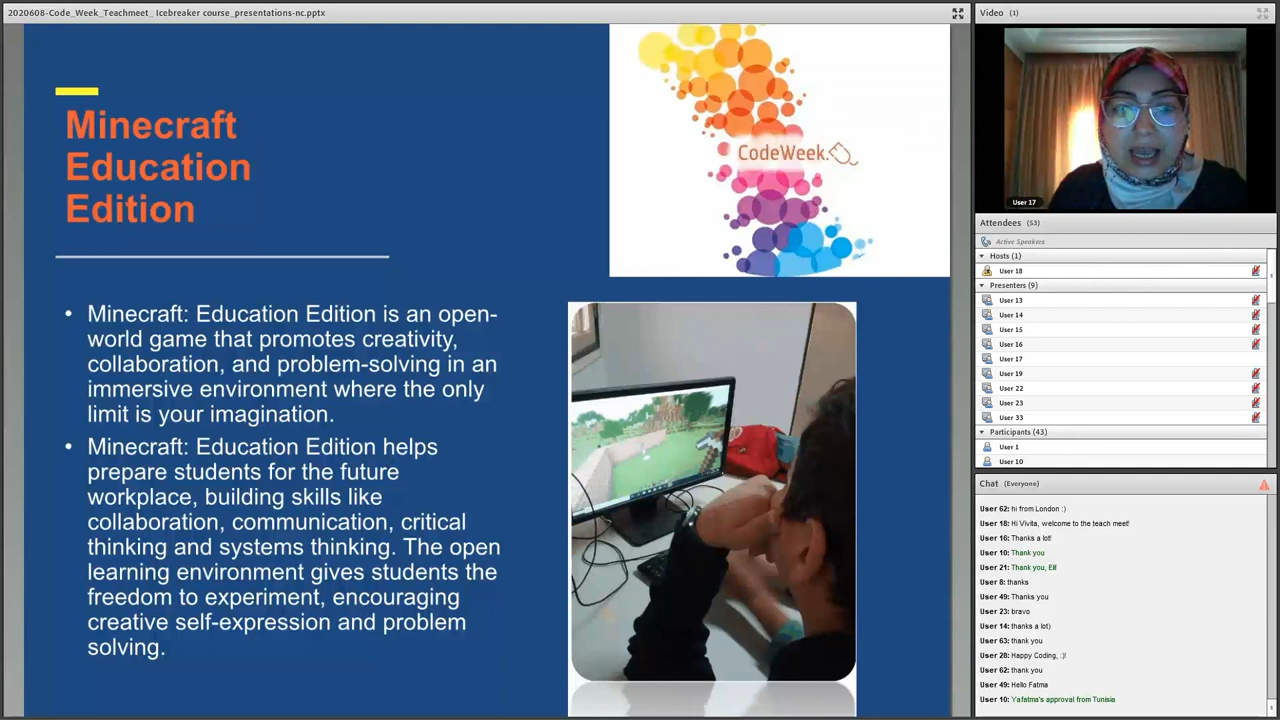 202060B-Code_Week_Teachmeet_ Icebreaker course_presentations-nc.pptx
Minecraft
Education
Edition
CodeWeek.
• Minecraft: Education Edition is an open-
world game that promotes creativity,
collaboration, and problem-solving in an
immersive environment where the only
limit is your imagination.
• Minecraft: Education Edition helps
prepare students for the future
workplace, building skills like
collaboration, communication, critical
thinking and systems thinking. The open
learning environment gives students the
freedom to experiment, encouraging
creative self-expression and problem
solving.
Video (1)
User 17
Attendees (53)
Active Speakers
Hosts (1)
User 18
Presenters (9)
User 13
User 14
User 15
User 16
User 17
User 19
User 22
User 23
User 33
Participants (43)
User 1
User 10
Chat (Everyone)
User 62: hi from London :)
User 18: Hi Vivita, welcome to the teach meet!
User 16: Thanks a lot!
User 10: Thank you
User 21: Thank you, Elif
User 8: thanks
User 49: Thanks you
User 23: bravo
User 14: thanks a lot)
User 63: thank you
User 28: Happy Coding, :)!
User 62: thank you
User 49: Hello Fatma
User 10: Yafatma's approval from Tunisia